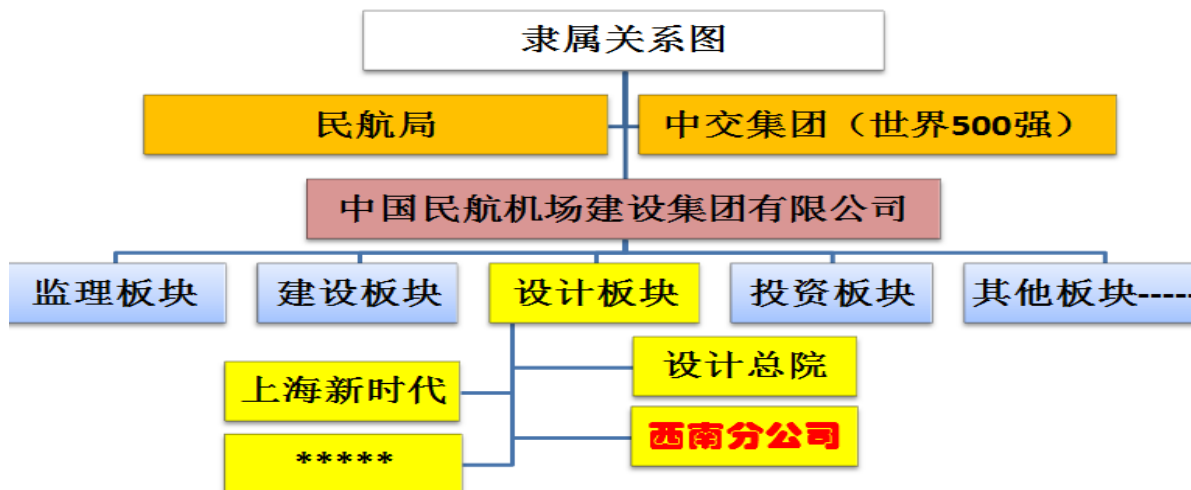 隶属关系图
民航局
中交集团（世界500强）
中国民航机场建设集团有限公司
监理板块
建设板块
设计板块
投资板块
其他板块-----
上海新时代
设计总院
*****
西南分公司